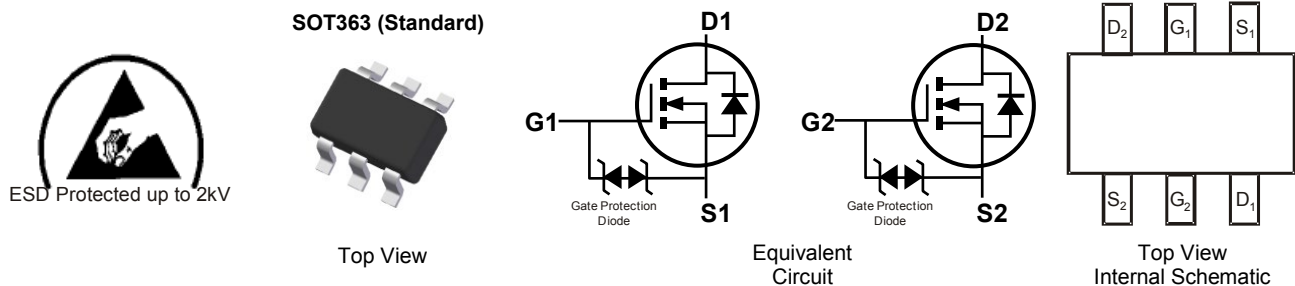 ESD Protected up to 2kV
SOT363 (Standard)
Top View
D1
G1
Gate Protection
Diode
S1
D2
G2
Gate Protection
Diode
S2
Equivalent
Circuit
D2 G1 S1
S2 G2 D1
Top View
Internal Schematic